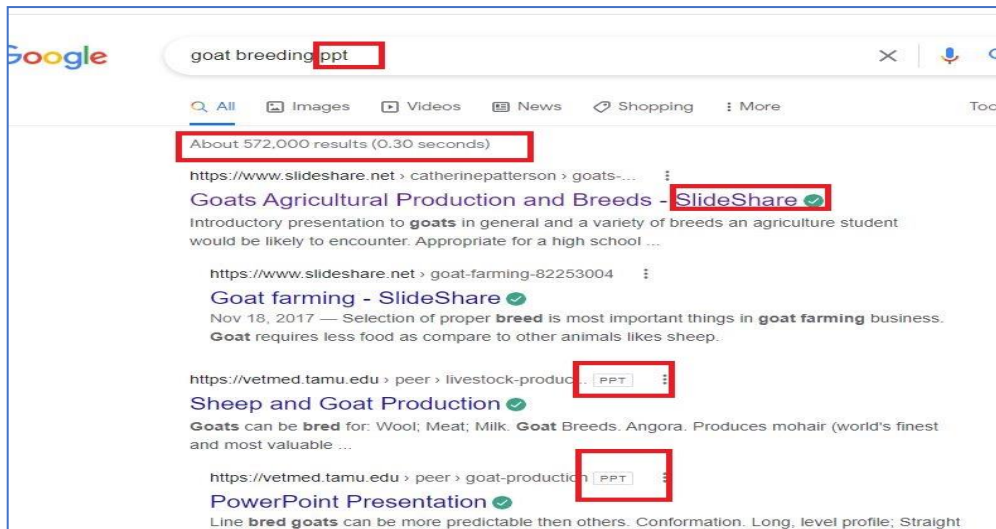 Google
goat breeding ppt
All Images Videos News Shopping More
About 572,000 results (0.30 seconds)
https://www.slideshare.net › catherinepatterson › goats-...
Goats Agricultural Production and Breeds - SlideShare
Introductory presentation to goats in general and a variety of breeds an agriculture student
would be likely to encounter. Appropriate for a high school ...
https://www.slideshare.net › goat-farming-82253004
Goat farming - SlideShare
Nov 18, 2017 — Selection of proper breed is most important things in goat farming business.
Goat requires less food as compare to other animals likes sheep.
https://vetmed.tamu.edu › peer › livestock-produc... PPT
Sheep and Goat Production
Goats can be bred for: Wool; Meat; Milk. Goat Breeds. Angora. Produces mohair (world's finest
and most valuable ...
https://vetmed.tamu.edu › peer › goat-production PPT
PowerPoint Presentation
Line bred goats can be more predictable then others. Conformation. Long, level profile; Straight